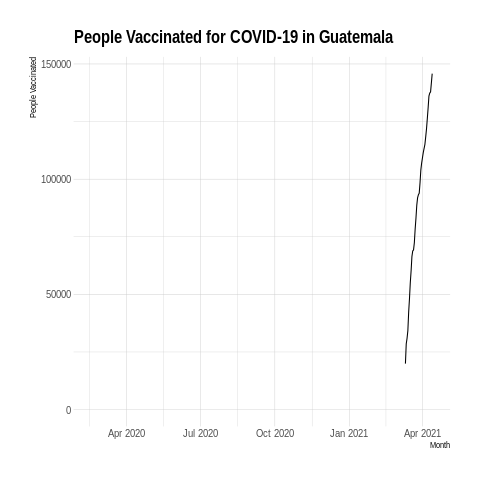 People Vaccinated for COVID-19 in Guatemala
People Vaccinated
150000
100000
50000
0
Apr 2020 Jul 2020 Oct 2020 Jan 2021 Apr 2021
Month